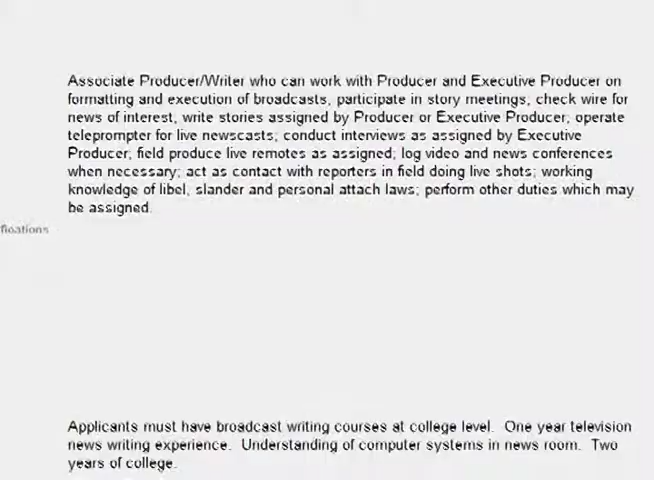 Associate Producer/Writer who can work with Producer and Executive Producer on
formatting and execution of broadcasts, participate in story meetings; check wire for
news of interest, write stories assigned by Producer or Executive Producer; operate
teleprompter for live newscasts; conduct interviews as assigned by Executive
Producer; field produce live remotes as assigned; log video and news conferences
when necessary; act as contact with reporters in field doing live shots; working
knowledge of libel, slander and personal attach laws; perform other duties which may
be assigned.
fications
Applicants must have broadcast writing courses at college level.  One year television
news writing experience.  Understanding of computer systems in news room.  Two
years of college.